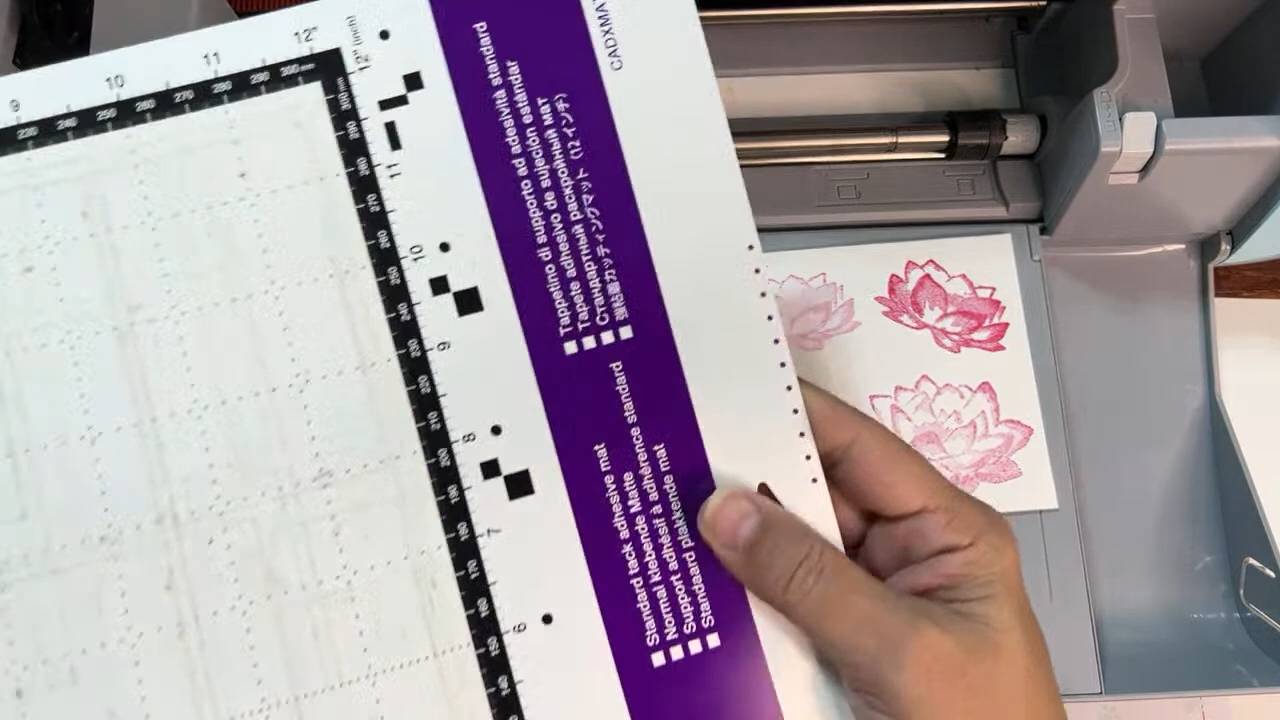 Standard tack adhesive mat
Normal klebende Matte
Support adhésif à adhérence standard
Standaard plakkende mat
Tappetino di supporto ad adesività standard
Tapete adhesivo de sujeción estándar
Стандартный раскройный мат
カッティングマット (12インチ)
CADXMAT
9 10 11 12"
230 240 250 260 270 280 290 300 mm
12" (inch)
300 mm
290
11
280
270
260
10
250
240
230
9
220
210
8
200
190
180
7
170
160
6
150
140